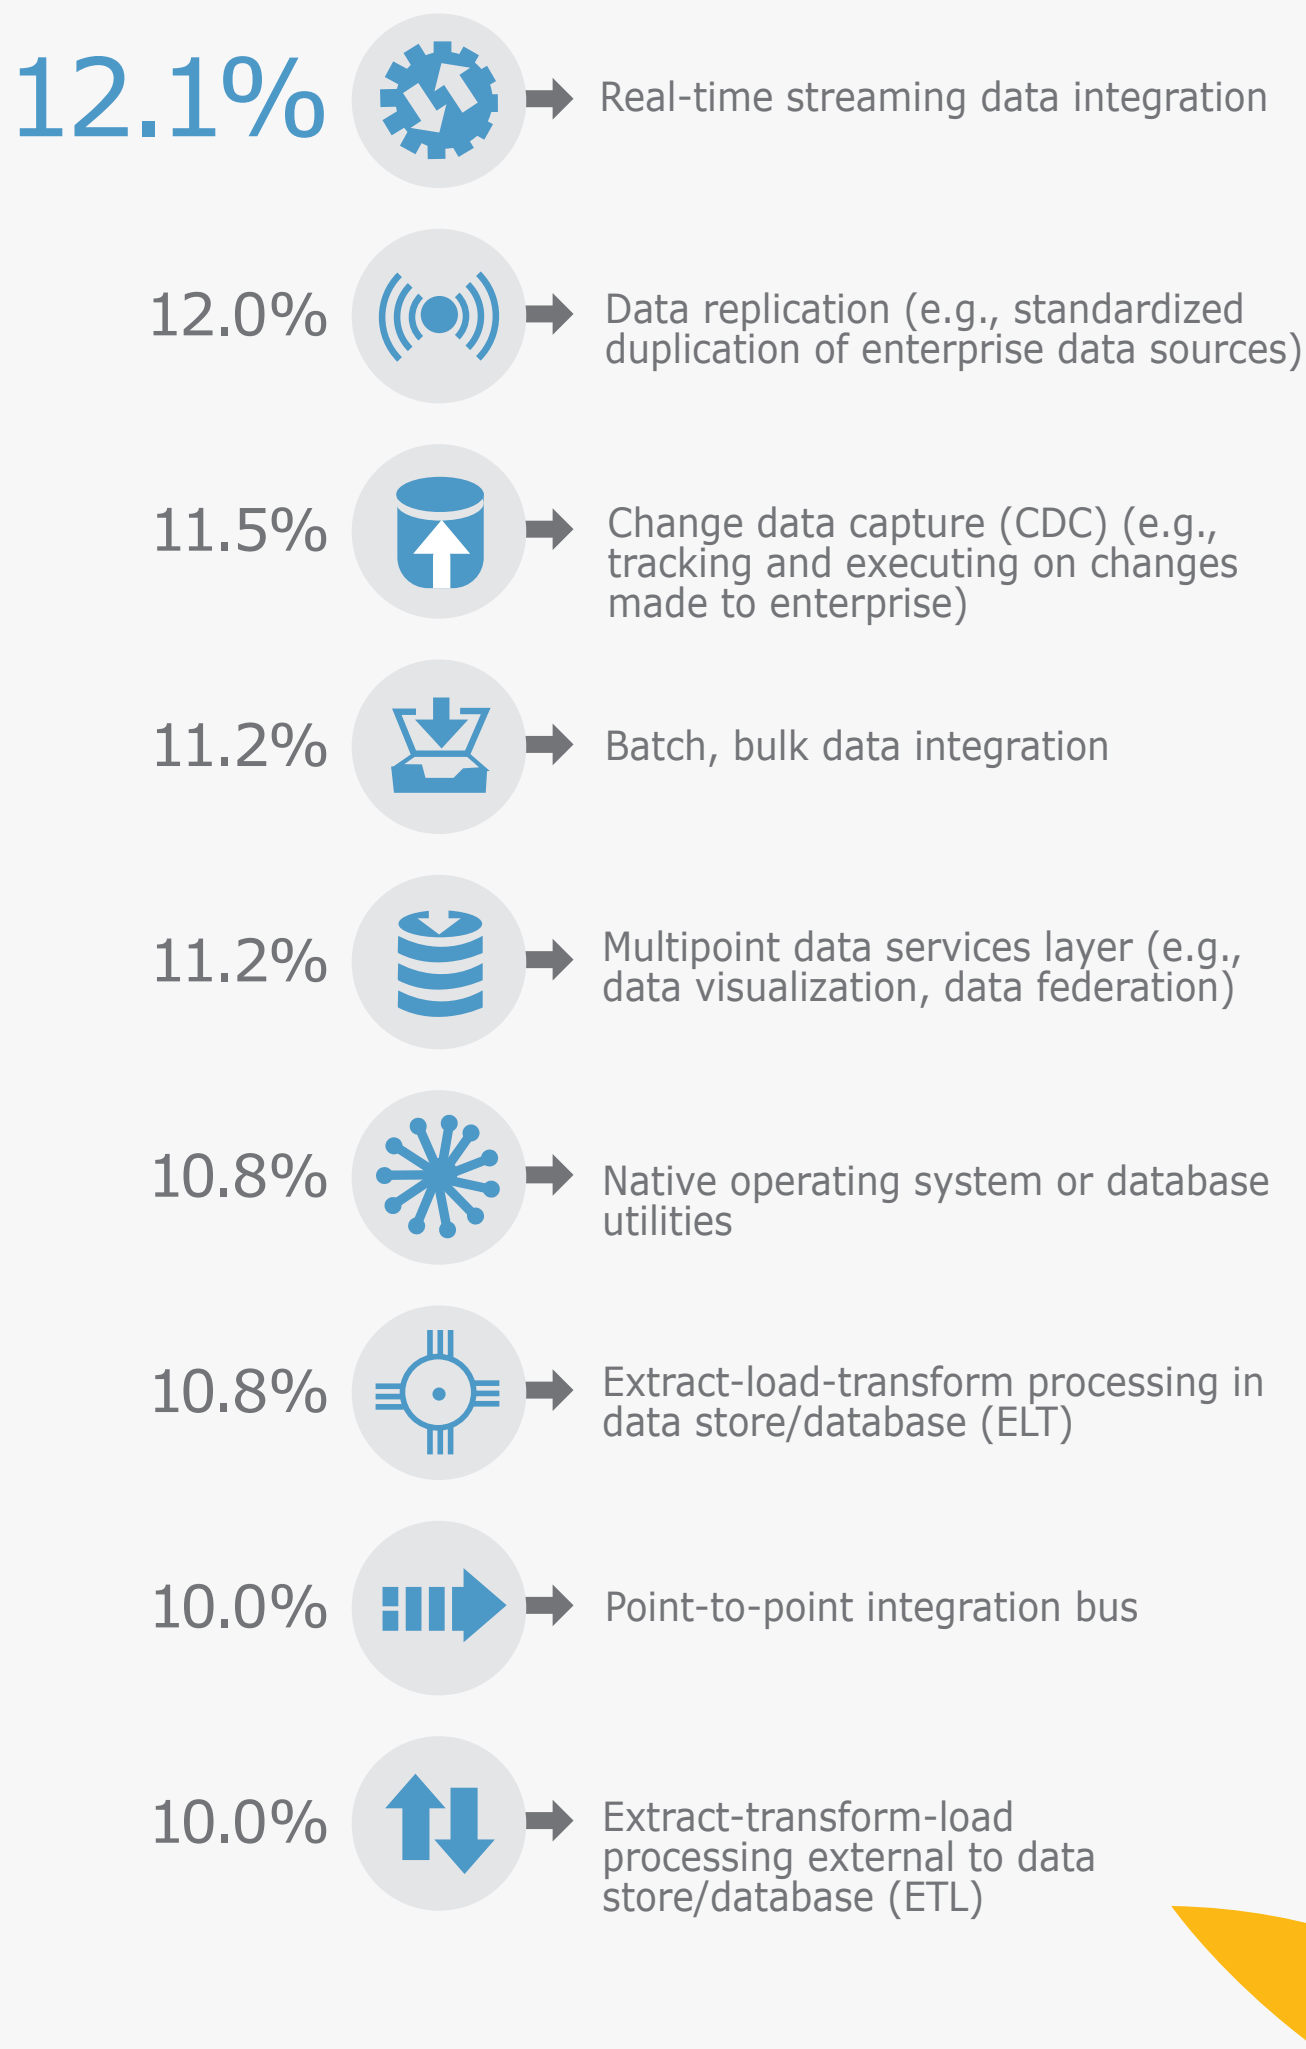 12.1%
Real-time streaming data integration
12.0%
Data replication (e.g., standardized
duplication of enterprise data sources)
11.5%
Change data capture (CDC) (e.g.,
tracking and executing on changes
made to enterprise)
11.2%
Batch, bulk data integration
11.2%
Multipoint data services layer (e.g.,
data visualization, data federation)
10.8%
Native operating system or database
utilities
10.8%
Extract-load-transform processing in
data store/database (ELT)
10.0%
Point-to-point integration bus
10.0%
Extract-transform-load
processing external to data
store/database (ETL)